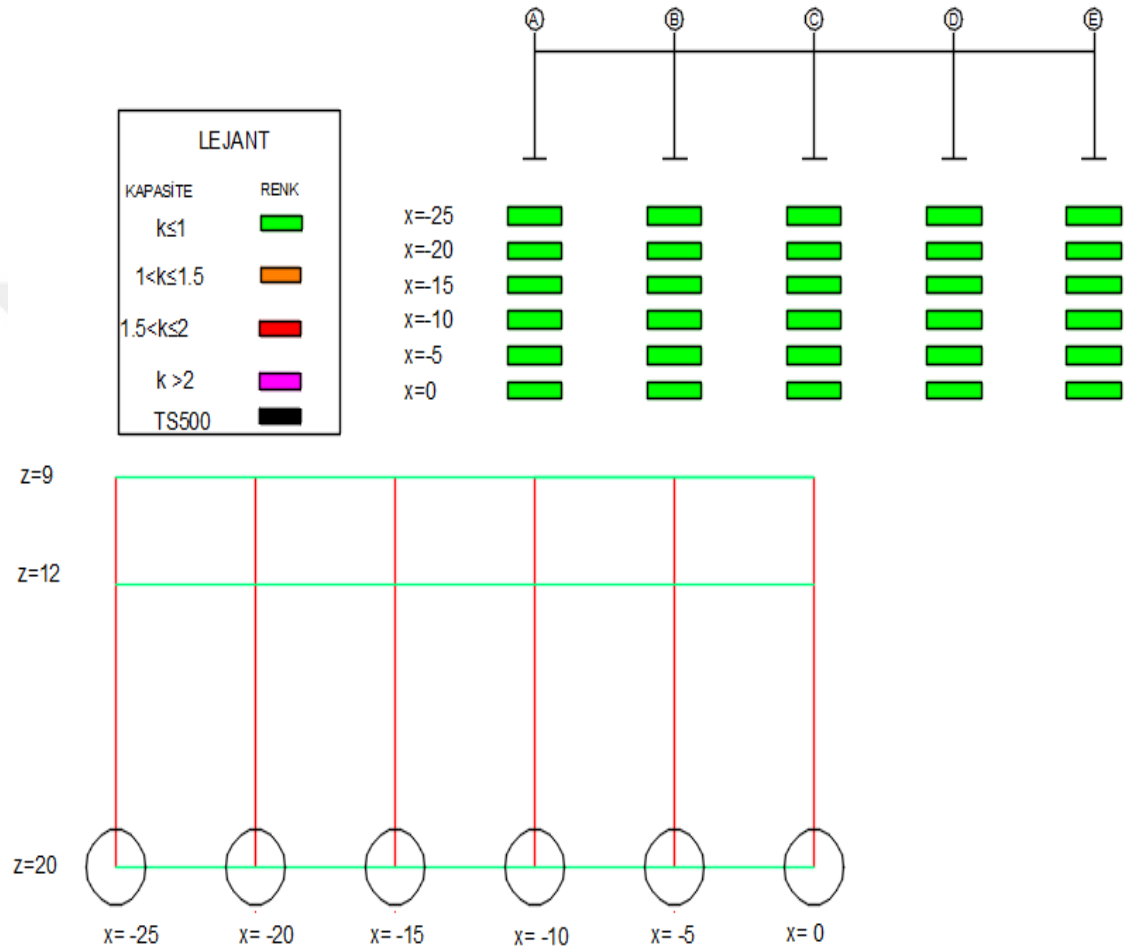 A B C D E
LEJANT
KAPASİTE RENK
k≤1
1<k≤1.5
1.5<k≤2
k >2
TS500
x=-25
x=-20
x=-15
x=-10
x=-5
x=0
z=9
z=12
z=20
x= -25 x= -20 x= -15 x= -10 x= -5 x= 0